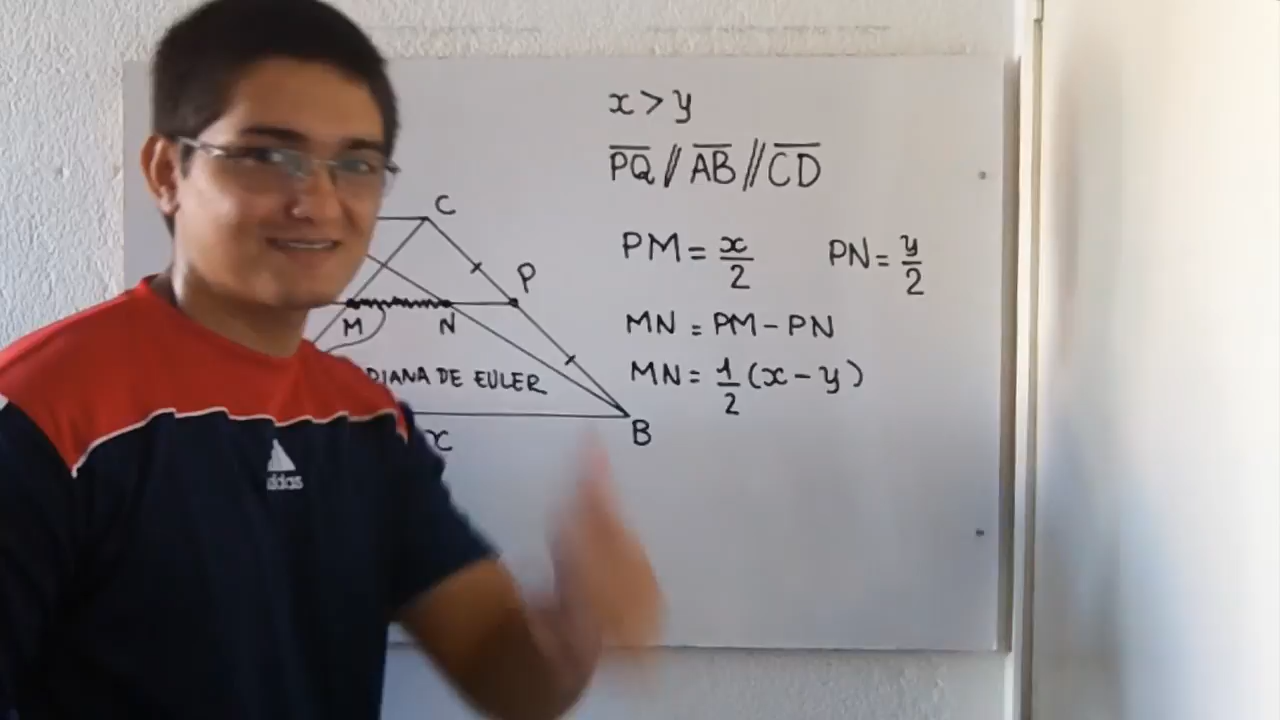 x > y
PQ // AB // CD
C
P
PM = x/2 PN = y/2
M N
MN = PM - PN
DIANA DE EULER
MN = 1/2 (x - y)
x B
adidas